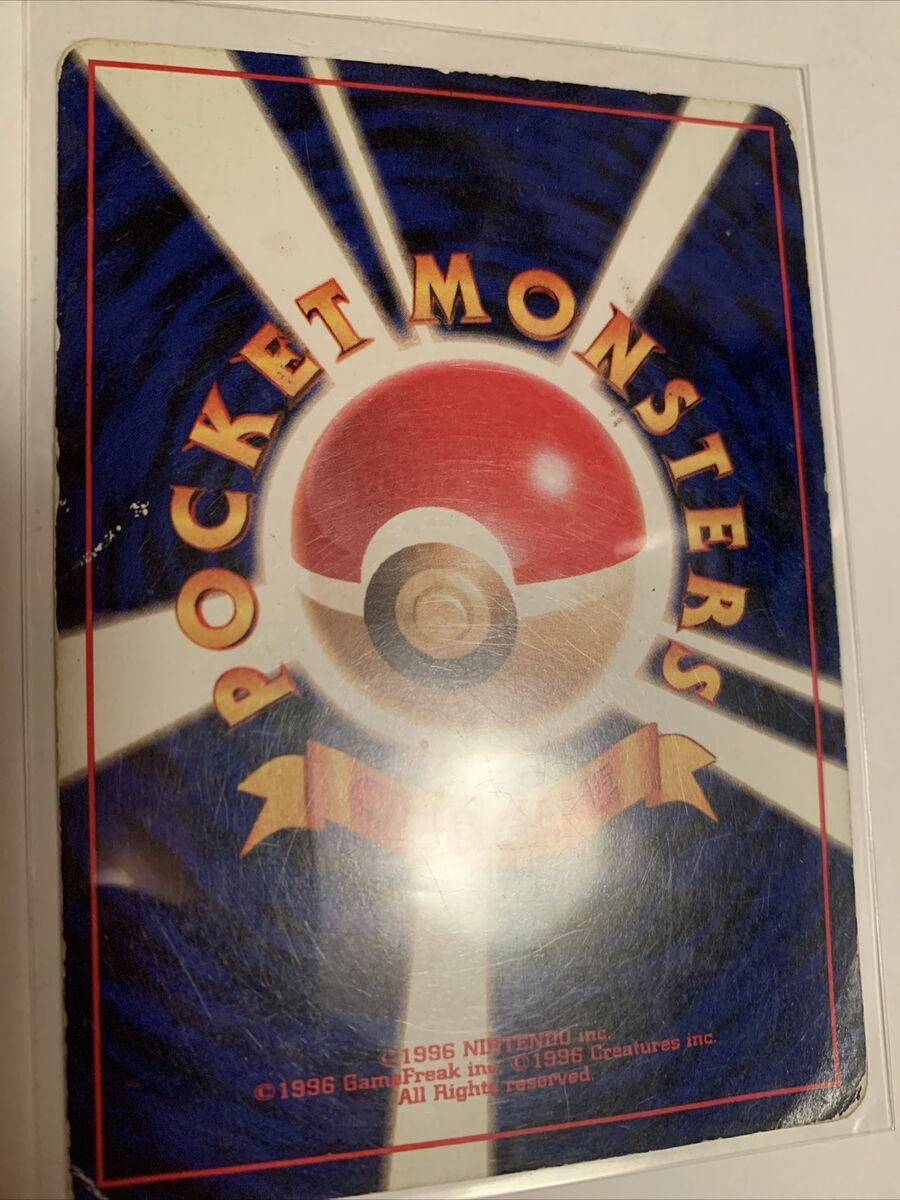 POCKET MONSTERS
©1996 NINTENDO inc.
©1996 GameFreak inc. ©1996 Creatures inc.
All Rights reserved.